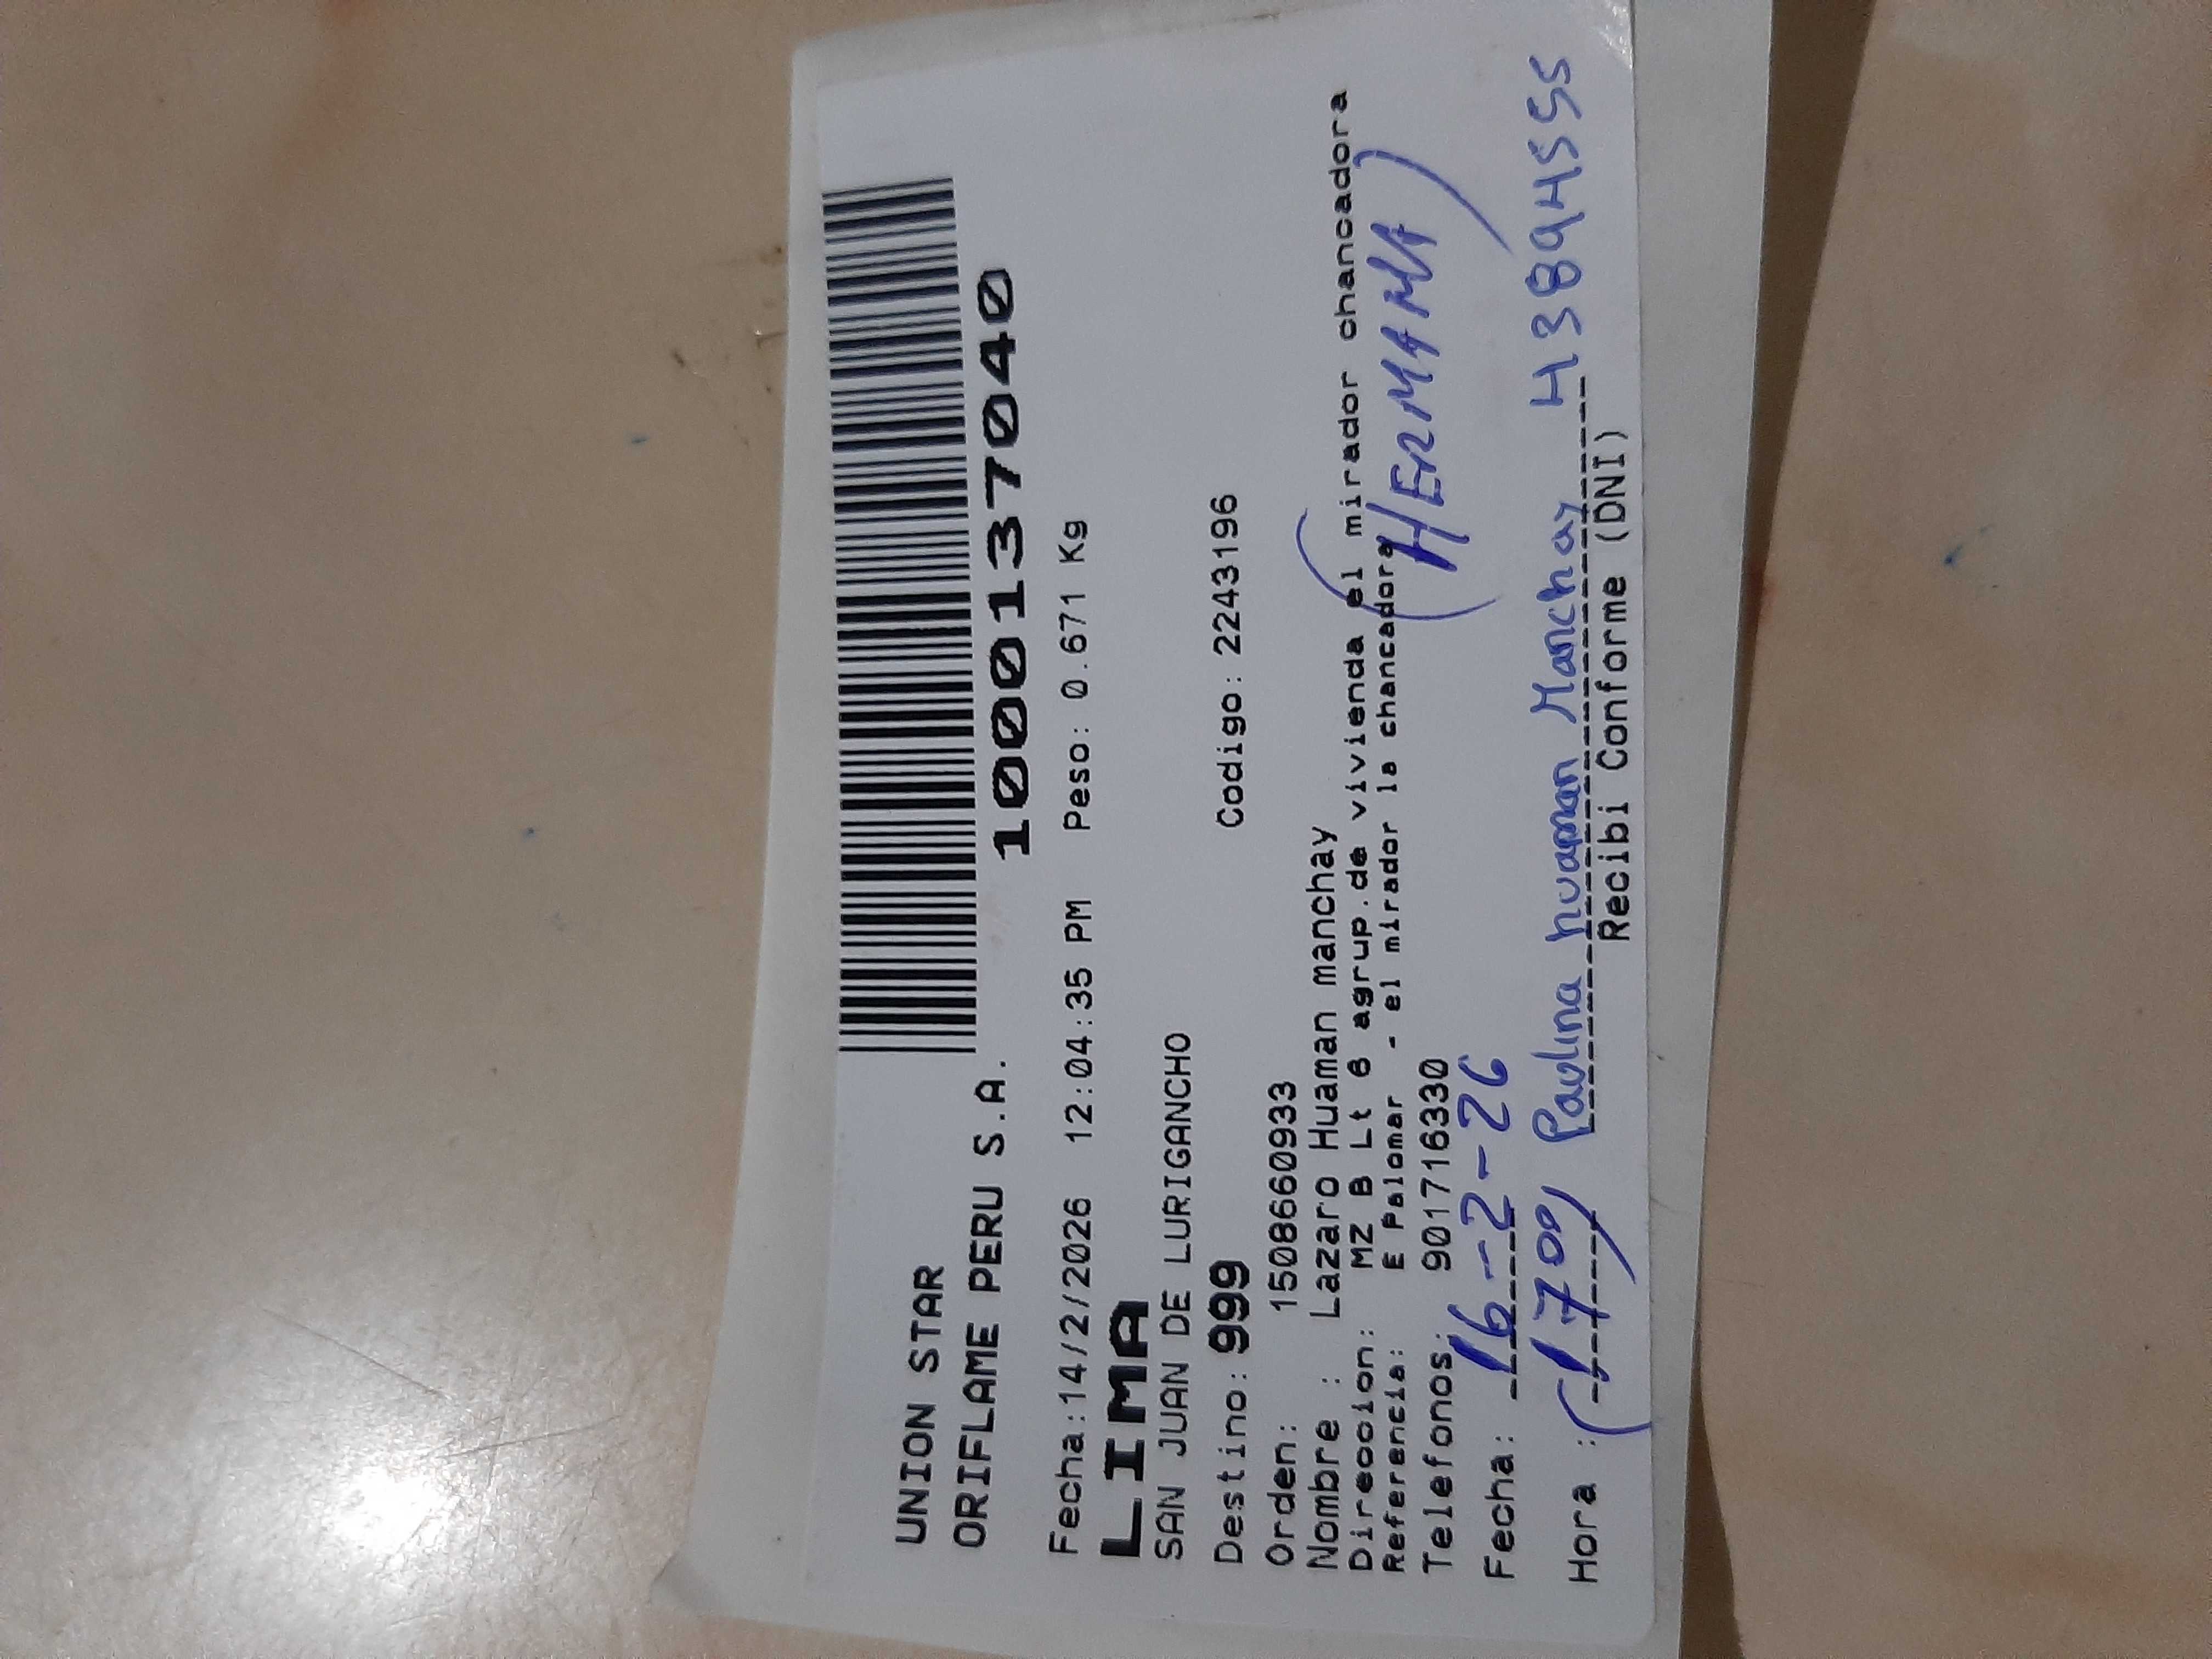 UNION STAR
ORIFLAME PERU S.A.
1000137040
Fecha:14/2/2026 12:04:35 PM Peso: 0.671 Kg
LIMA
SAN JUAN DE LURIGANCHO
Destino: 999 Codigo: 2243196
Orden: 15086660933
Nombre : Lazaro Huaman manchay
Direccion: MZ B Lt 6 agrup.de vivienda el mirador chancadora
Referencia: E Palomar - el mirador la chancadora
Telefonos: 901716330
(HERMANA)
Fecha: 16-2-26
Hora : (1709) Paulina huaman Manchay 43894555
Recibi Conforme (DNI)